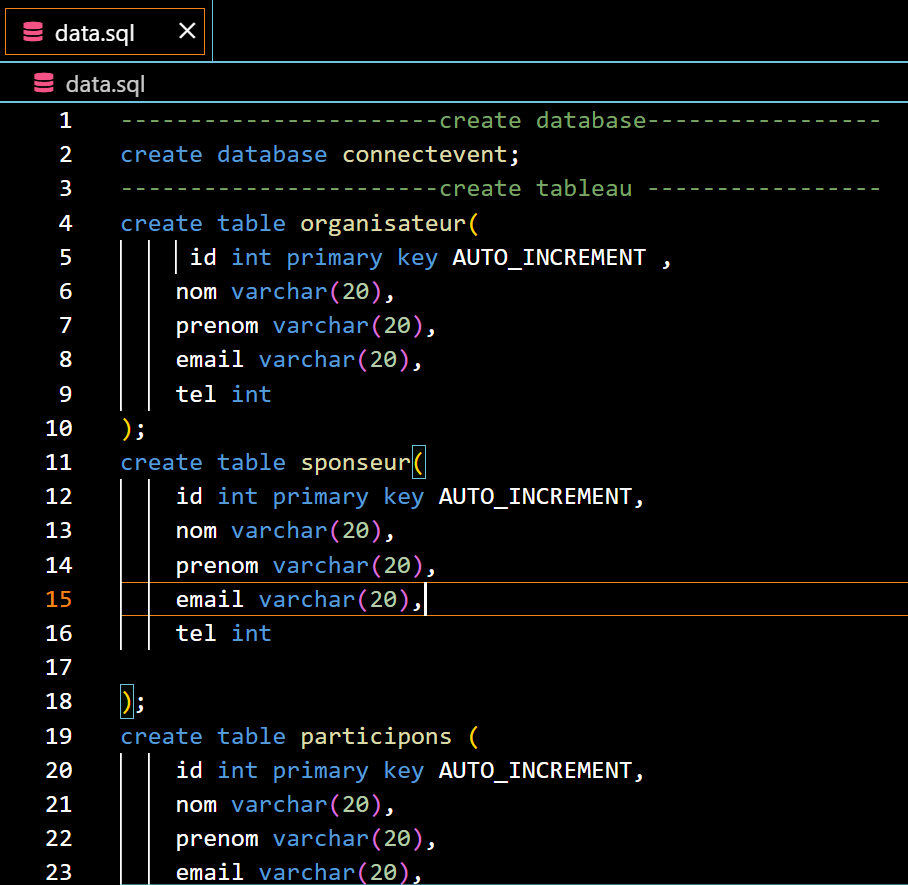 data.sql
data.sql
1 -----------------------create database-----------------
2 create database connectevent;
3 -----------------------create tableau -----------------
4 create table organisateur(
5 id int primary key AUTO_INCREMENT ,
6 nom varchar(20),
7 prenom varchar(20),
8 email varchar(20),
9 tel int
10 );
11 create table sponseur(
12 id int primary key AUTO_INCREMENT,
13 nom varchar(20),
14 prenom varchar(20),
15 email varchar(20),
16 tel int
17
18 );
19 create table participons (
20 id int primary key AUTO_INCREMENT,
21 nom varchar(20),
22 prenom varchar(20),
23 email varchar(20),